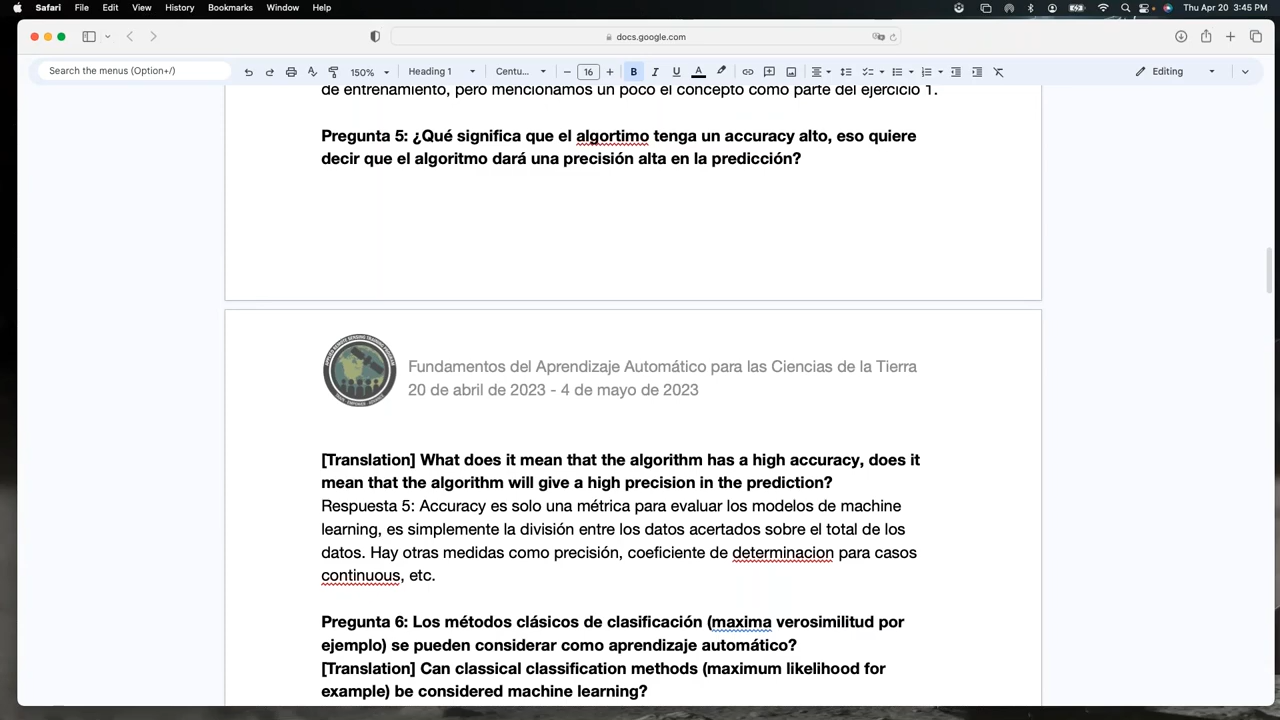 Safari File Edit View History Bookmarks Window Help Thu Apr 20 3:45 PM
docs.google.com
Search the menus (Option+/) 150% Heading 1 Centu... 16 B I U A Editing
de entrenamiento, pero mencionamos un poco el concepto como parte del ejercicio 1.
Pregunta 5: ¿Qué significa que el algortimo tenga un accuracy alto, eso quiere
decir que el algoritmo dará una precisión alta en la predicción?
Fundamentos del Aprendizaje Automático para las Ciencias de la Tierra
20 de abril de 2023 - 4 de mayo de 2023
[Translation] What does it mean that the algorithm has a high accuracy, does it
mean that the algorithm will give a high precision in the prediction?
Respuesta 5: Accuracy es solo una métrica para evaluar los modelos de machine
learning, es simplemente la división entre los datos acertados sobre el total de los
datos. Hay otras medidas como precisión, coeficiente de determinacion para casos
continuous, etc.
Pregunta 6: Los métodos clásicos de clasificación (maxima verosimilitud por
ejemplo) se pueden considerar como aprendizaje automático?
[Translation] Can classical classification methods (maximum likelihood for
example) be considered machine learning?